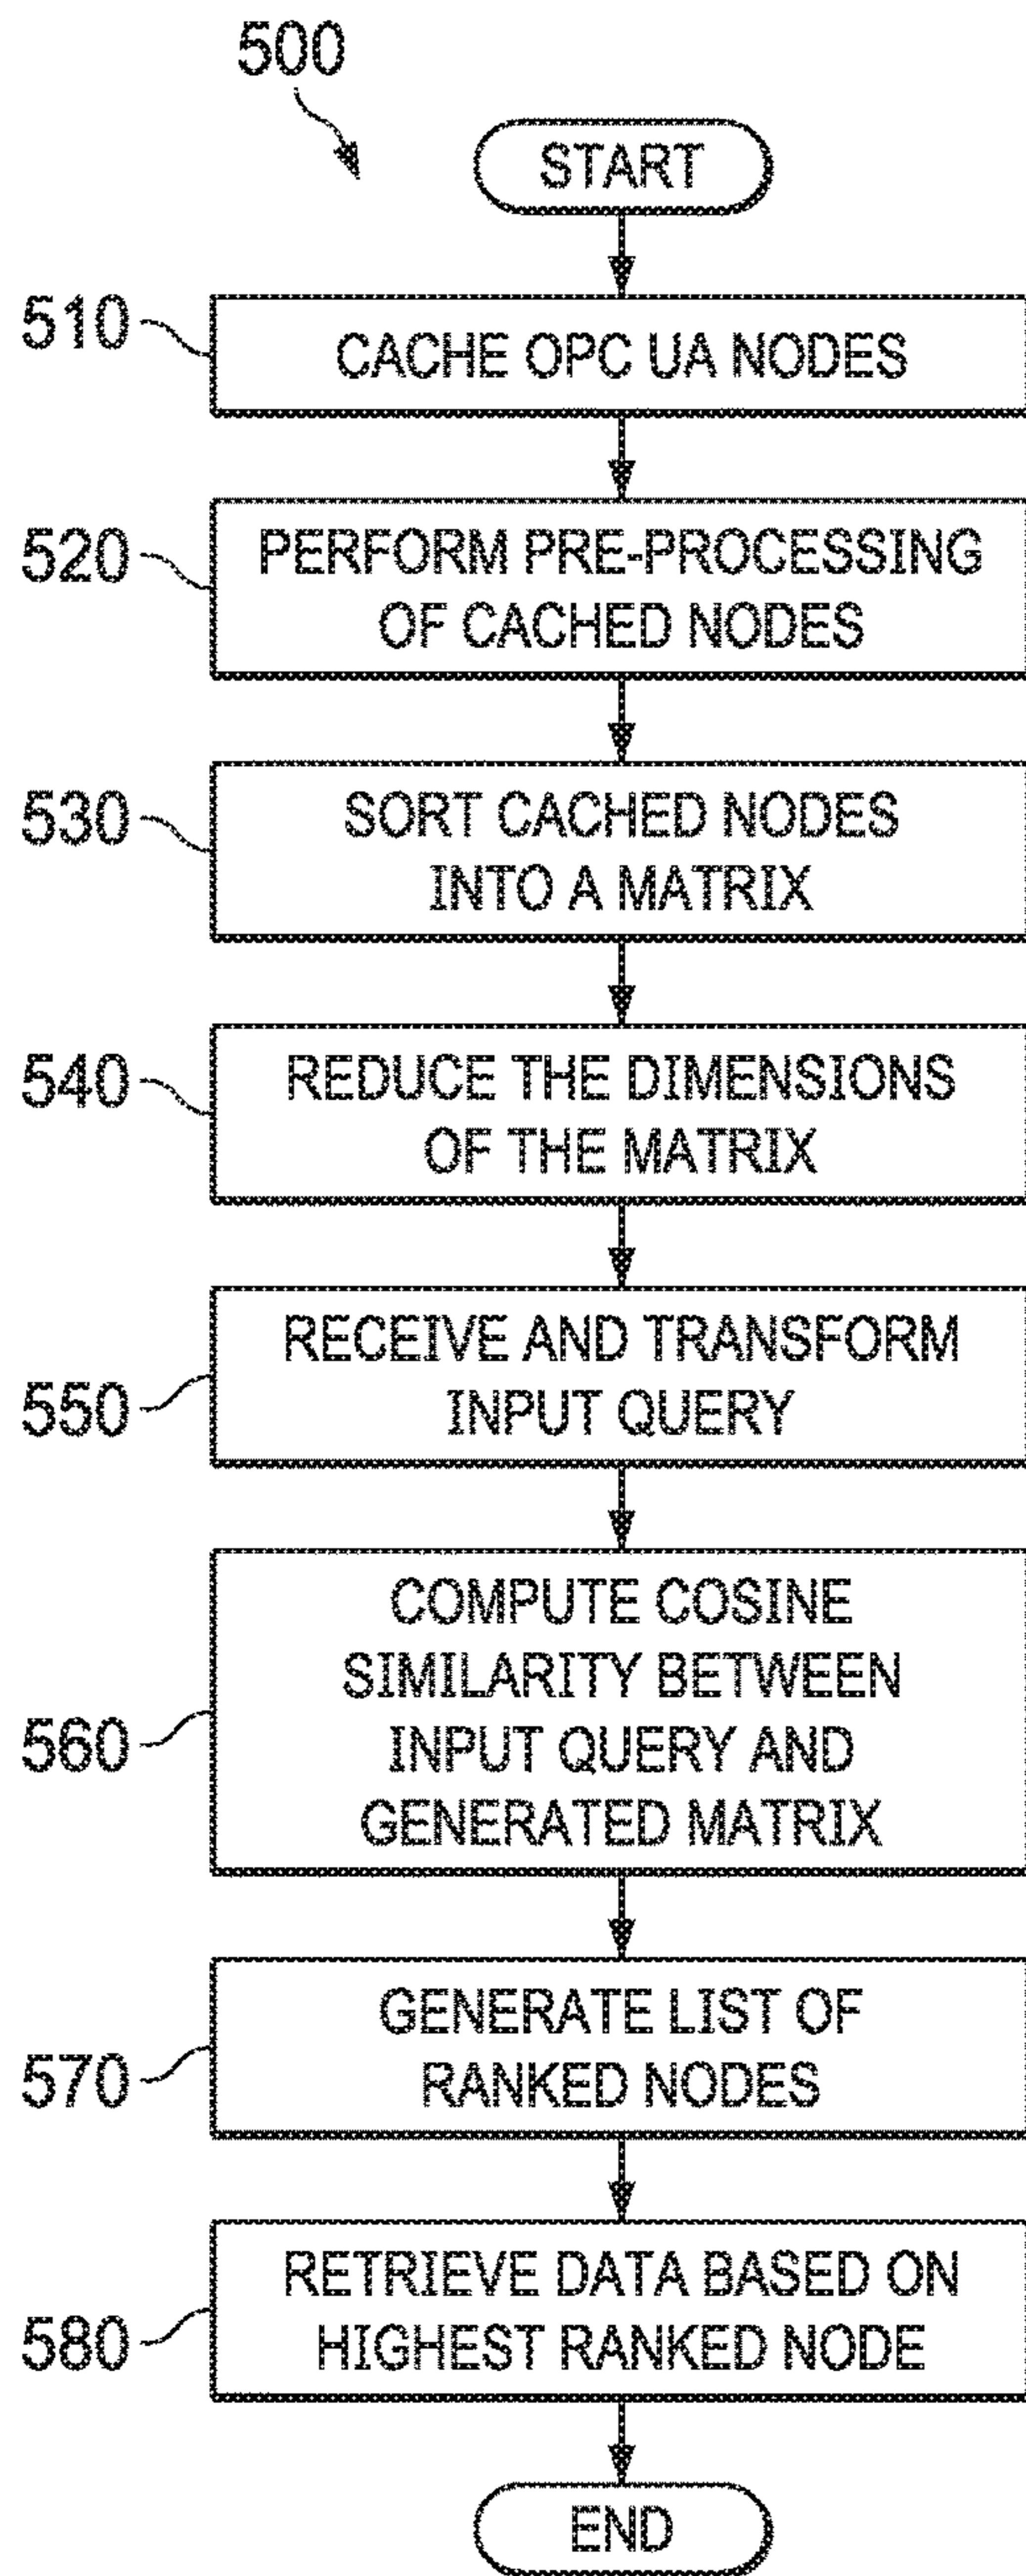 500
START
510
CACHE OPC UA NODES
520
PERFORM PRE-PROCESSING
OF CACHED NODES
530
SORT CACHED NODES
INTO A MATRIX
540
REDUCE THE DIMENSIONS
OF THE MATRIX
550
RECEIVE AND TRANSFORM
INPUT QUERY
560
COMPUTE COSINE
SIMILARITY BETWEEN
INPUT QUERY AND
GENERATED MATRIX
570
GENERATE LIST OF
RANKED NODES
580
RETRIEVE DATA BASED ON
HIGHEST RANKED NODE
END